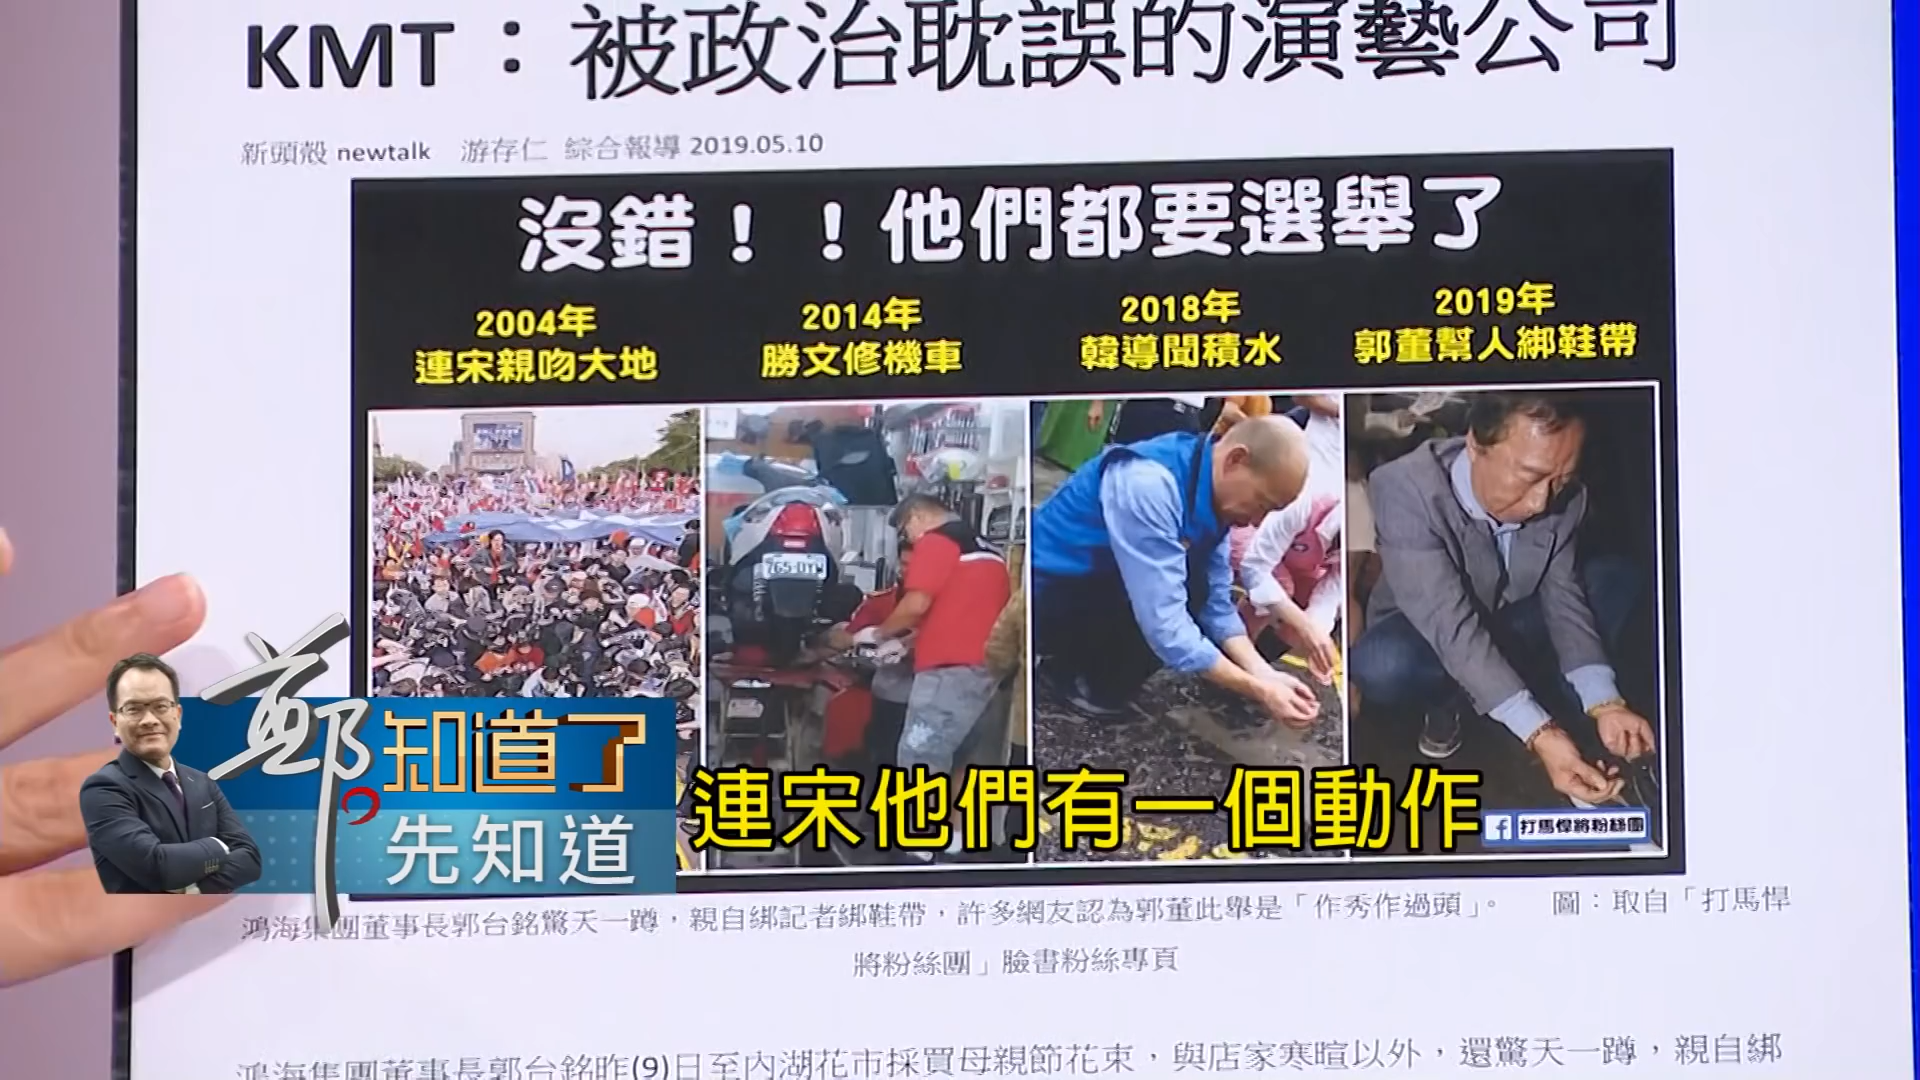 KMT：被政治耽誤的演藝公司
新頭殼 newtalk 游存仁 綜合報導 2019.05.10
沒錯！！他們都要選舉了
2004年
連宋親吻大地
2014年
勝文修機車
2018年
韓導聞積水
2019年
郭董幫人綁鞋帶
765-DYW
鄭知道了
先知道
連宋他們有一個動作
f 打馬悍將粉絲團
鴻海集團董事長郭台銘驚天一蹲，親自綁記者綁鞋帶，許多網友認為郭董此舉是「作秀作過頭」。 圖：取自「打馬悍
將粉絲團」臉書粉絲專頁
鴻海集團董事長郭台銘昨(9)日至內湖花市採買母親節花束，與店家寒暄以外，還驚天一蹲，親自綁